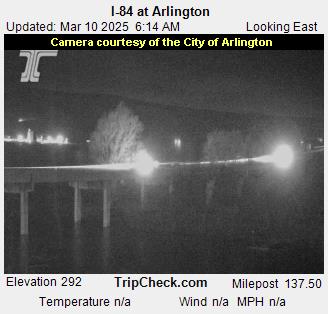 I-84 at Arlington
Updated: Mar 10 2025 6:14 AM Looking East
Camera courtesy of the City of Arlington
Elevation 292 TripCheck.com Milepost 137.50
Temperature n/a Wind n/a MPH n/a